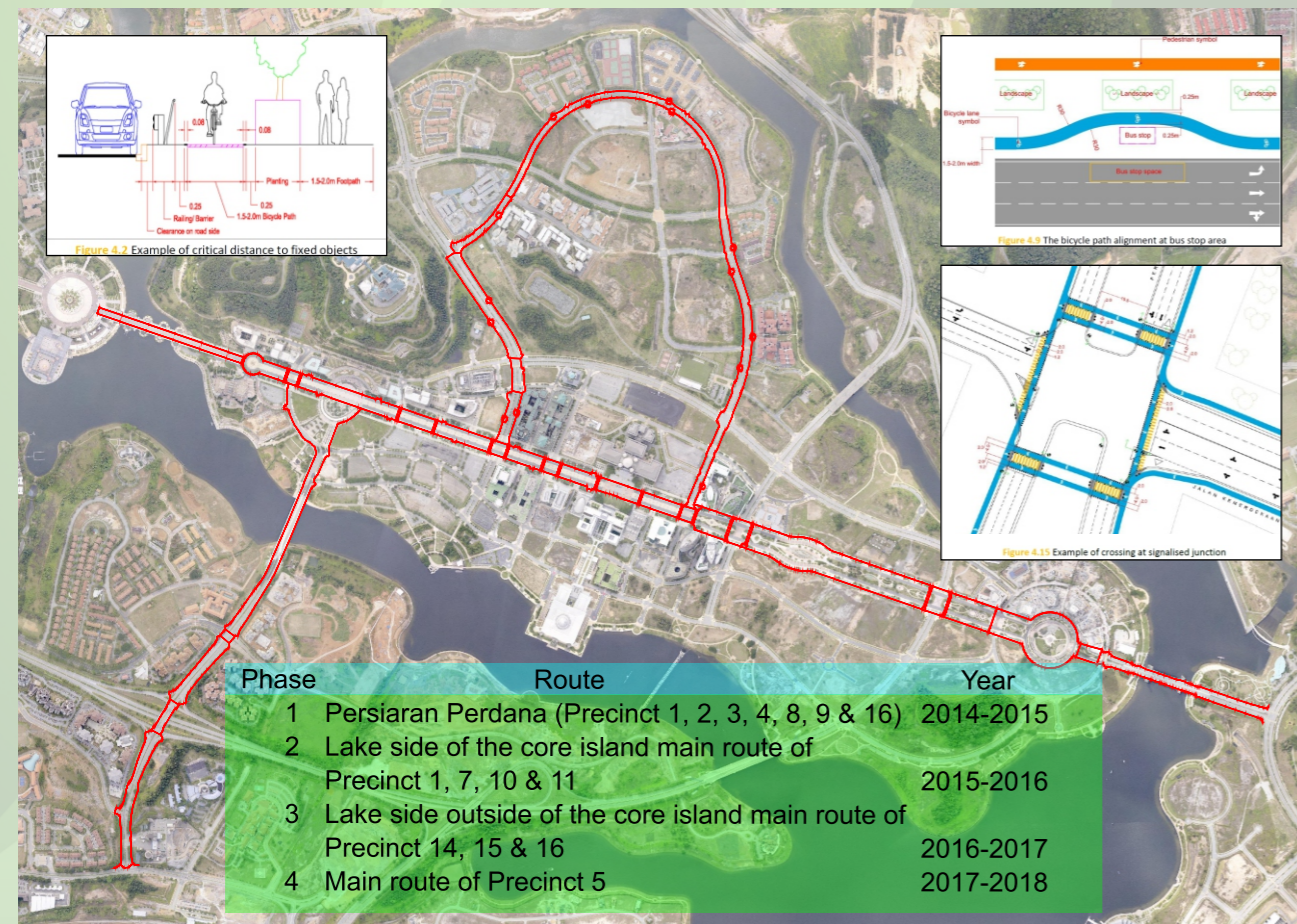 0.08
0.08
Planting
1.5-2.0m Footpath
0.25
0.25
Railing/ Barrier
1.5-2.0m Bicycle Path
Clearance on road side
Figure 4.2 Example of critical distance to fixed objects
Pedestrian symbol
Landscape
Landscape
Landscape
0.25m
Bicycle lane
symbol
Bus stop
0.25m
1.5-2.0m width
Bus stop space
Figure 4.9 The bicycle path alignment at bus stop area
JALAN KEMERDEKAAN
Figure 4.15 Example of crossing at signalised junction
Phase Route Year
1 Persiaran Perdana (Precinct 1, 2, 3, 4, 8, 9 & 16) 2014-2015
2 Lake side of the core island main route of
Precinct 1, 7, 10 & 11 2015-2016
3 Lake side outside of the core island main route of
Precinct 14, 15 & 16 2016-2017
4 Main route of Precinct 5 2017-2018